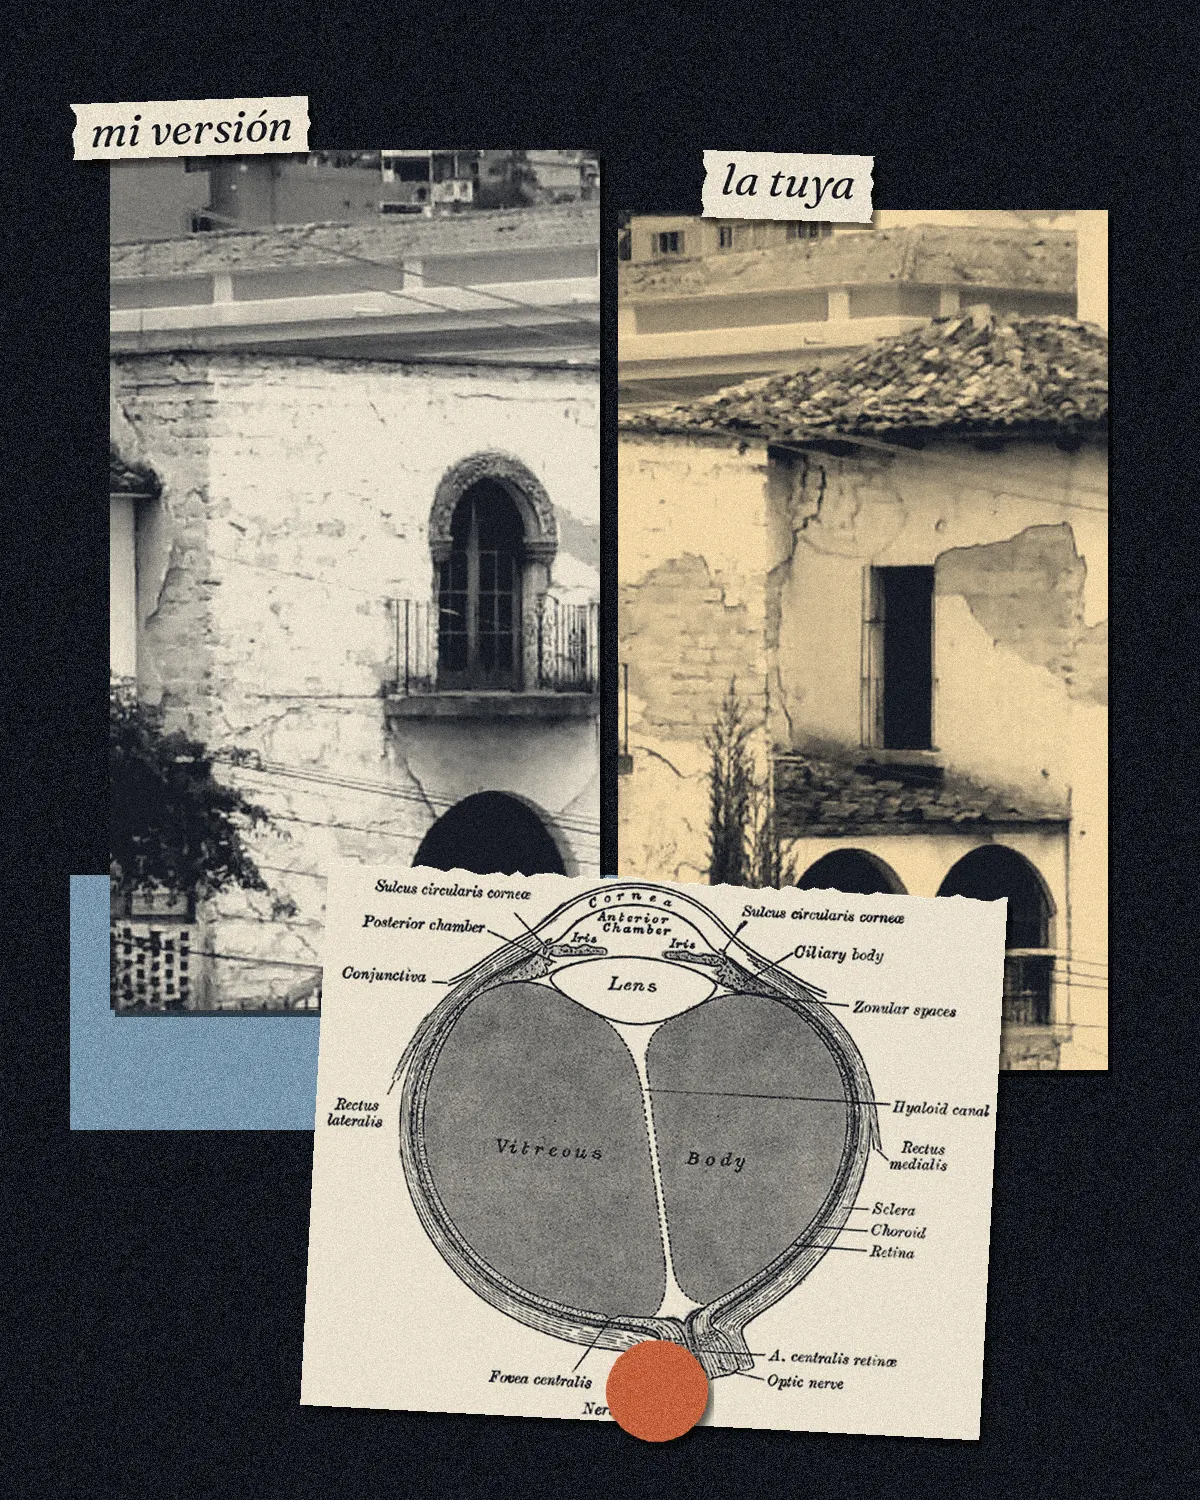 mi versión
la tuya
Sulcus circularis corneæ
Cornea
Sulcus circularis corneæ
Posterior chamber
Anterior
Chamber
Iris
Iris
Ciliary body
Conjunctiva
Lens
Zonular spaces
Rectus
lateralis
Hyaloid canal
Vitreous Body
Rectus
medialis
Sclera
Choroid
Retina
A. centralis retinæ
Fovea centralis
Optic nerve